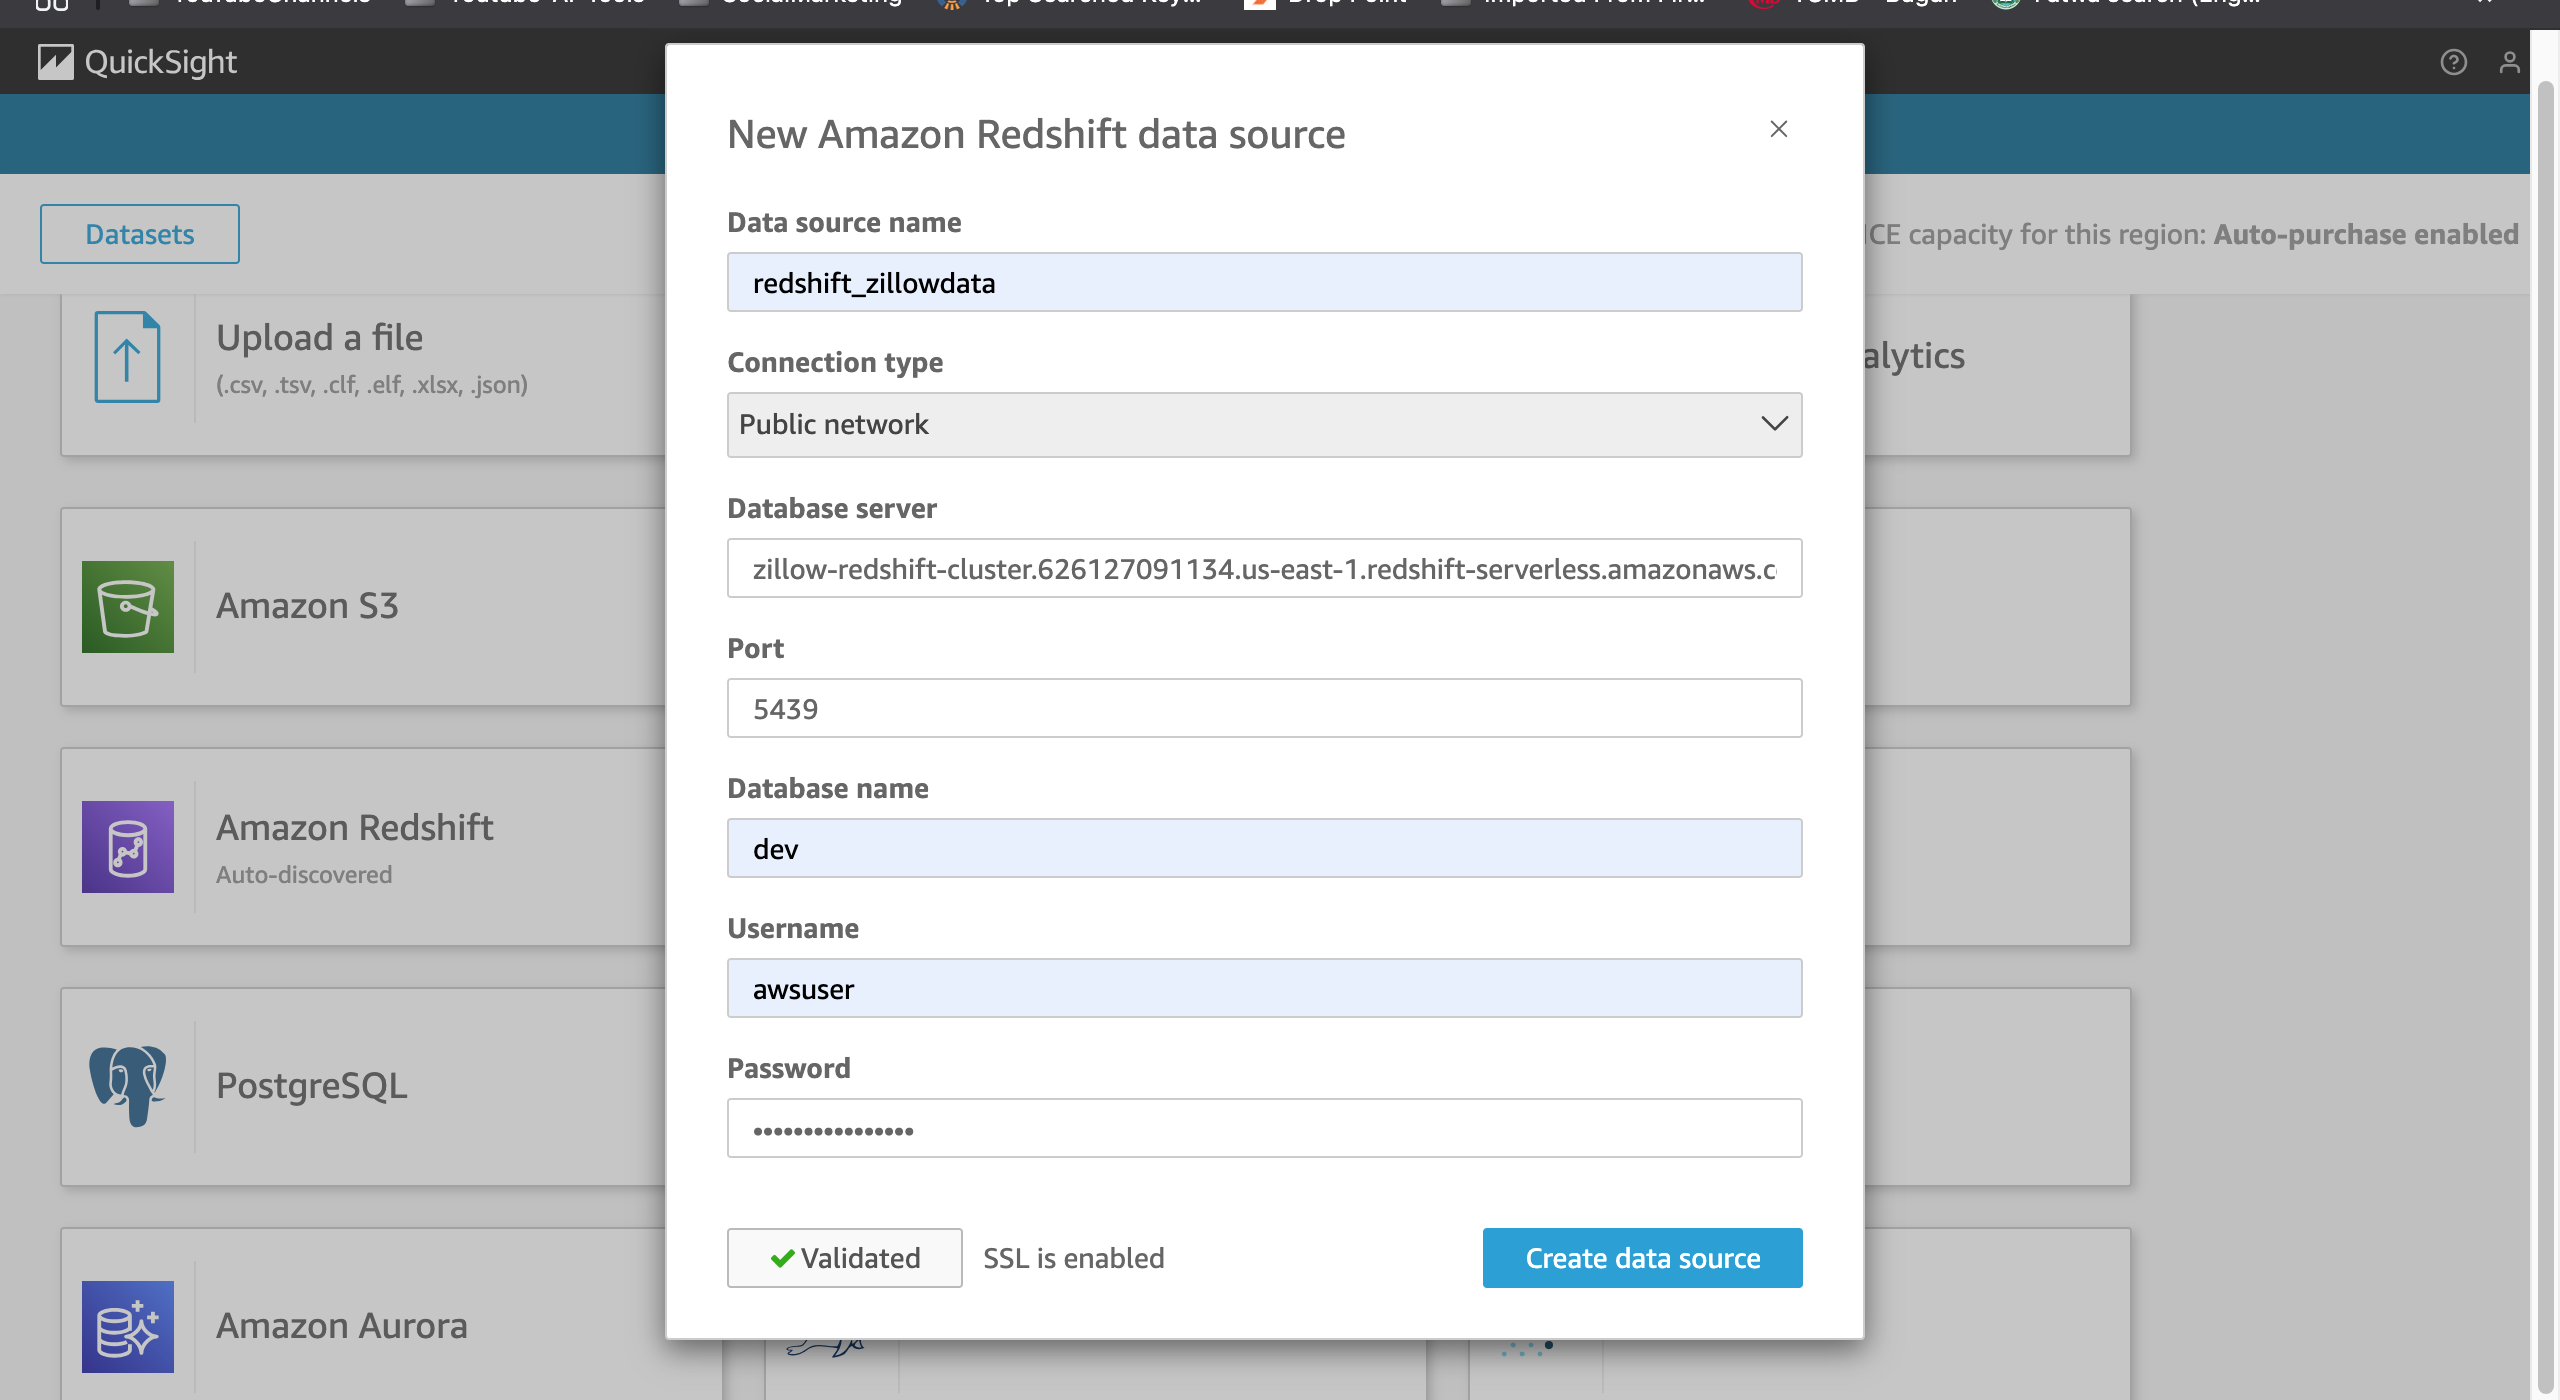 QuickSight
New Amazon Redshift data source
Datasets
ICE capacity for this region: Auto-purchase enabled
Data source name
redshift_zillowdata
Upload a file
(.csv, .tsv, .clf, .elf, .xlsx, .json)
alytics
Connection type
Public network
Database server
zillow-redshift-cluster.626127091134.us-east-1.redshift-serverless.amazonaws.c
Amazon S3
Port
5439
Amazon Redshift
Auto-discovered
Database name
dev
Username
awsuser
PostgreSQL
Password
••••••••••••••••
Validated
SSL is enabled
Create data source
Amazon Aurora